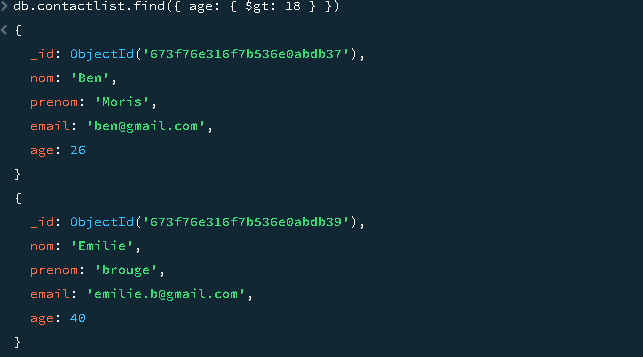 db.contactlist.find({ age: { $gt: 18 } })
{
_id: ObjectId('673f76e316f7b536e0abdb37'),
nom: 'Ben',
prenom: 'Moris',
email: 'ben@gmail.com',
age: 26
}
{
_id: ObjectId('673f76e316f7b536e0abdb39'),
nom: 'Emilie',
prenom: 'brouge',
email: 'emilie.b@gmail.com',
age: 40
}